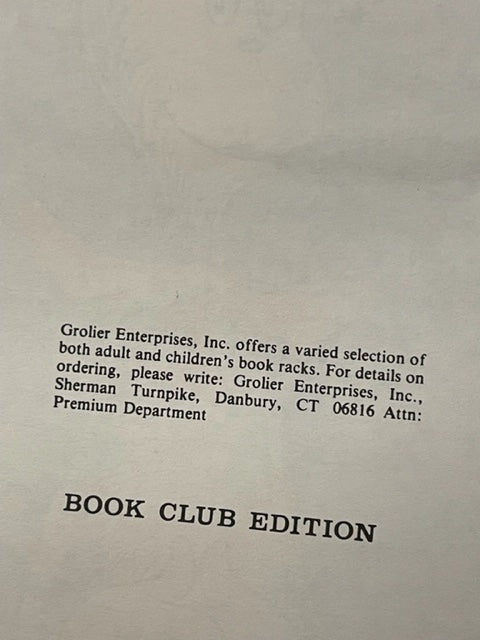 Grolier Enterprises, Inc. offers a varied selection of
both adult and children's book racks. For details on
ordering, please write: Grolier Enterprises, Inc.,
Sherman Turnpike, Danbury, CT 06816 Attn:
Premium Department
BOOK CLUB EDITION